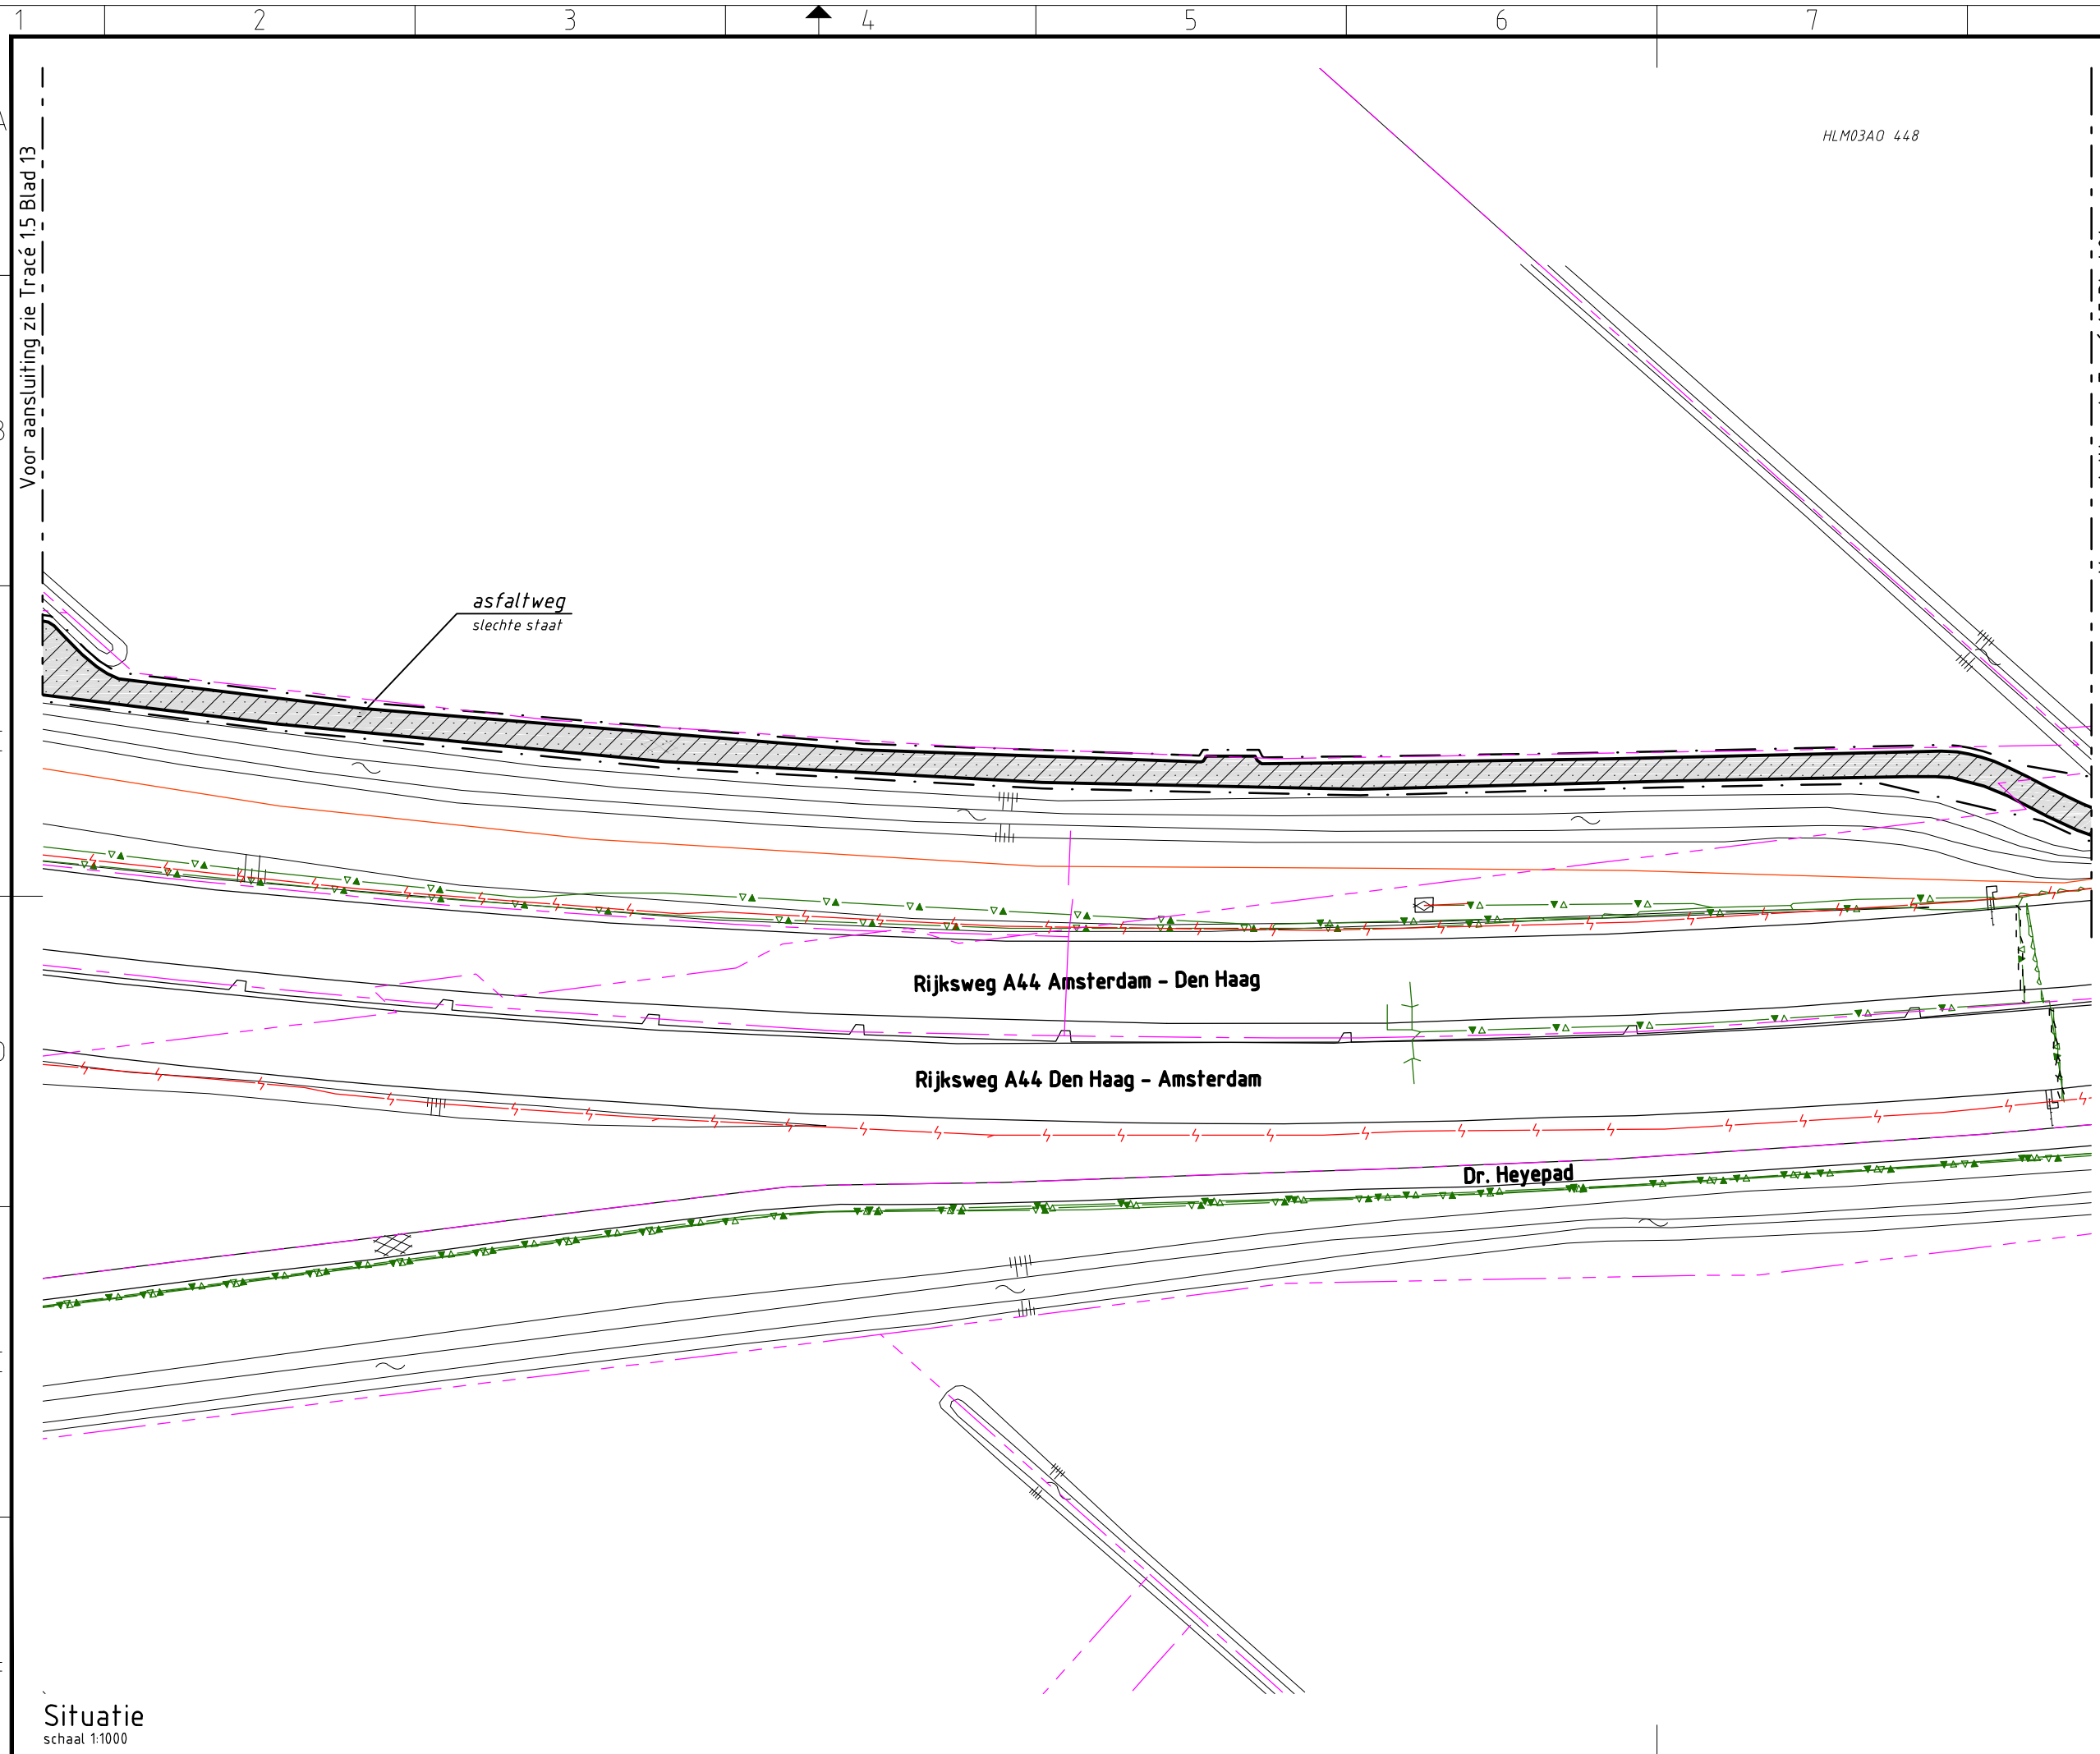 1 2 3 4 5 6 7
HLM03AO 448
Voor aansluiting zie Tracé 1.5 Blad 13
asfaltweg
slechte staat
Rijksweg A44 Amsterdam - Den Haag
Rijksweg A44 Den Haag - Amsterdam
Dr. Heyepad
Situatie
schaal 1:1000